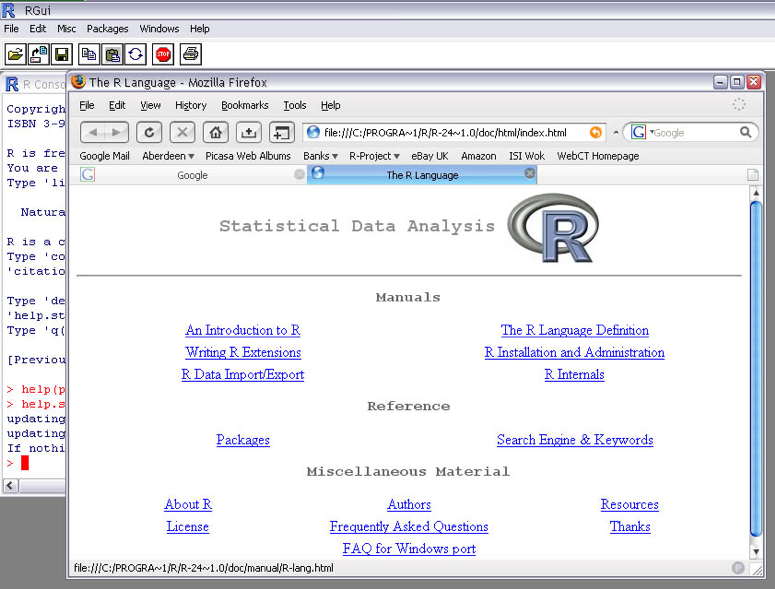 RGui
File Edit Misc Packages Windows Help
STOP
R Conso
Copyrigh
ISBN 3-9
R is fre
You are
Type 'li
Natura
R is a c
Type 'co
'citatio
Type 'de
'help.st
Type 'q(
[Previou
> help(p
> help.s
updating
updating
If nothi
>
The R Language - Mozilla Firefox
File Edit View History Bookmarks Tools Help
file:///C:/PROGRA~1/R/R-24~1.0/doc/html/index.html G Google
Google Mail Aberdeen Picasa Web Albums Banks R-Project eBay UK Amazon ISI Wok WebCT Homepage
G Google The R Language
Statistical Data Analysis R
Manuals
An Introduction to R The R Language Definition
Writing R Extensions R Installation and Administration
R Data Import/Export R Internals
Reference
Packages Search Engine & Keywords
Miscellaneous Material
About R Authors Resources
License Frequently Asked Questions Thanks
FAQ for Windows port
file:///C:/PROGRA~1/R/R-24~1.0/doc/manual/R-lang.html